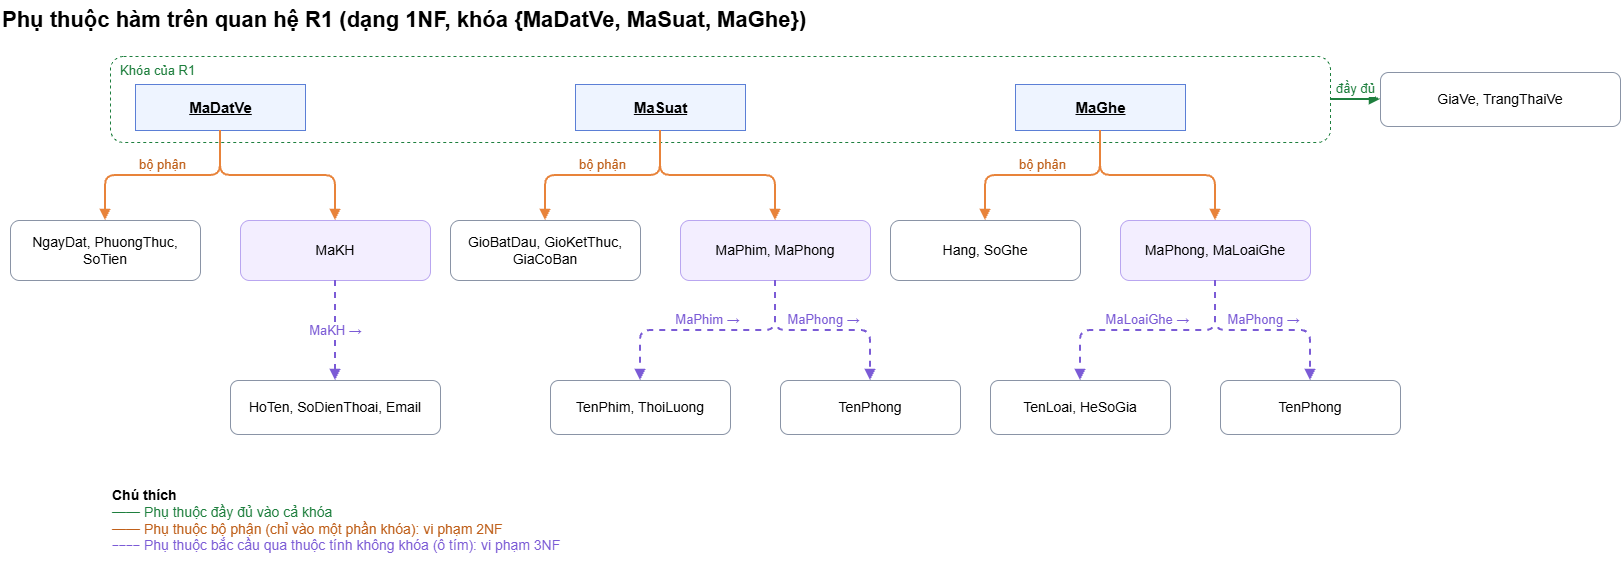 Phụ thuộc hàm trên quan hệ R1 (dạng 1NF, khóa {MaDatVe, MaSuat, MaGhe})
Khóa của R1
MaDatVe
MaSuat
MaGhe
đầy đủ
GiaVe, TrangThaiVe
bộ phận
bộ phận
bộ phận
NgayDat, PhuongThuc,
SoTien
MaKH
GioBatDau, GioKetThuc,
GiaCoBan
MaPhim, MaPhong
Hang, SoGhe
MaPhong, MaLoaiGhe
MaKH →
MaPhim →
MaPhong →
MaLoaiGhe →
MaPhong →
HoTen, SoDienThoai, Email
TenPhim, ThoiLuong
TenPhong
TenLoai, HeSoGia
TenPhong
Chú thích
—— Phụ thuộc đầy đủ vào cả khóa
—— Phụ thuộc bộ phận (chỉ vào một phần khóa): vi phạm 2NF
---- Phụ thuộc bắc cầu qua thuộc tính không khóa (ô tím): vi phạm 3NF